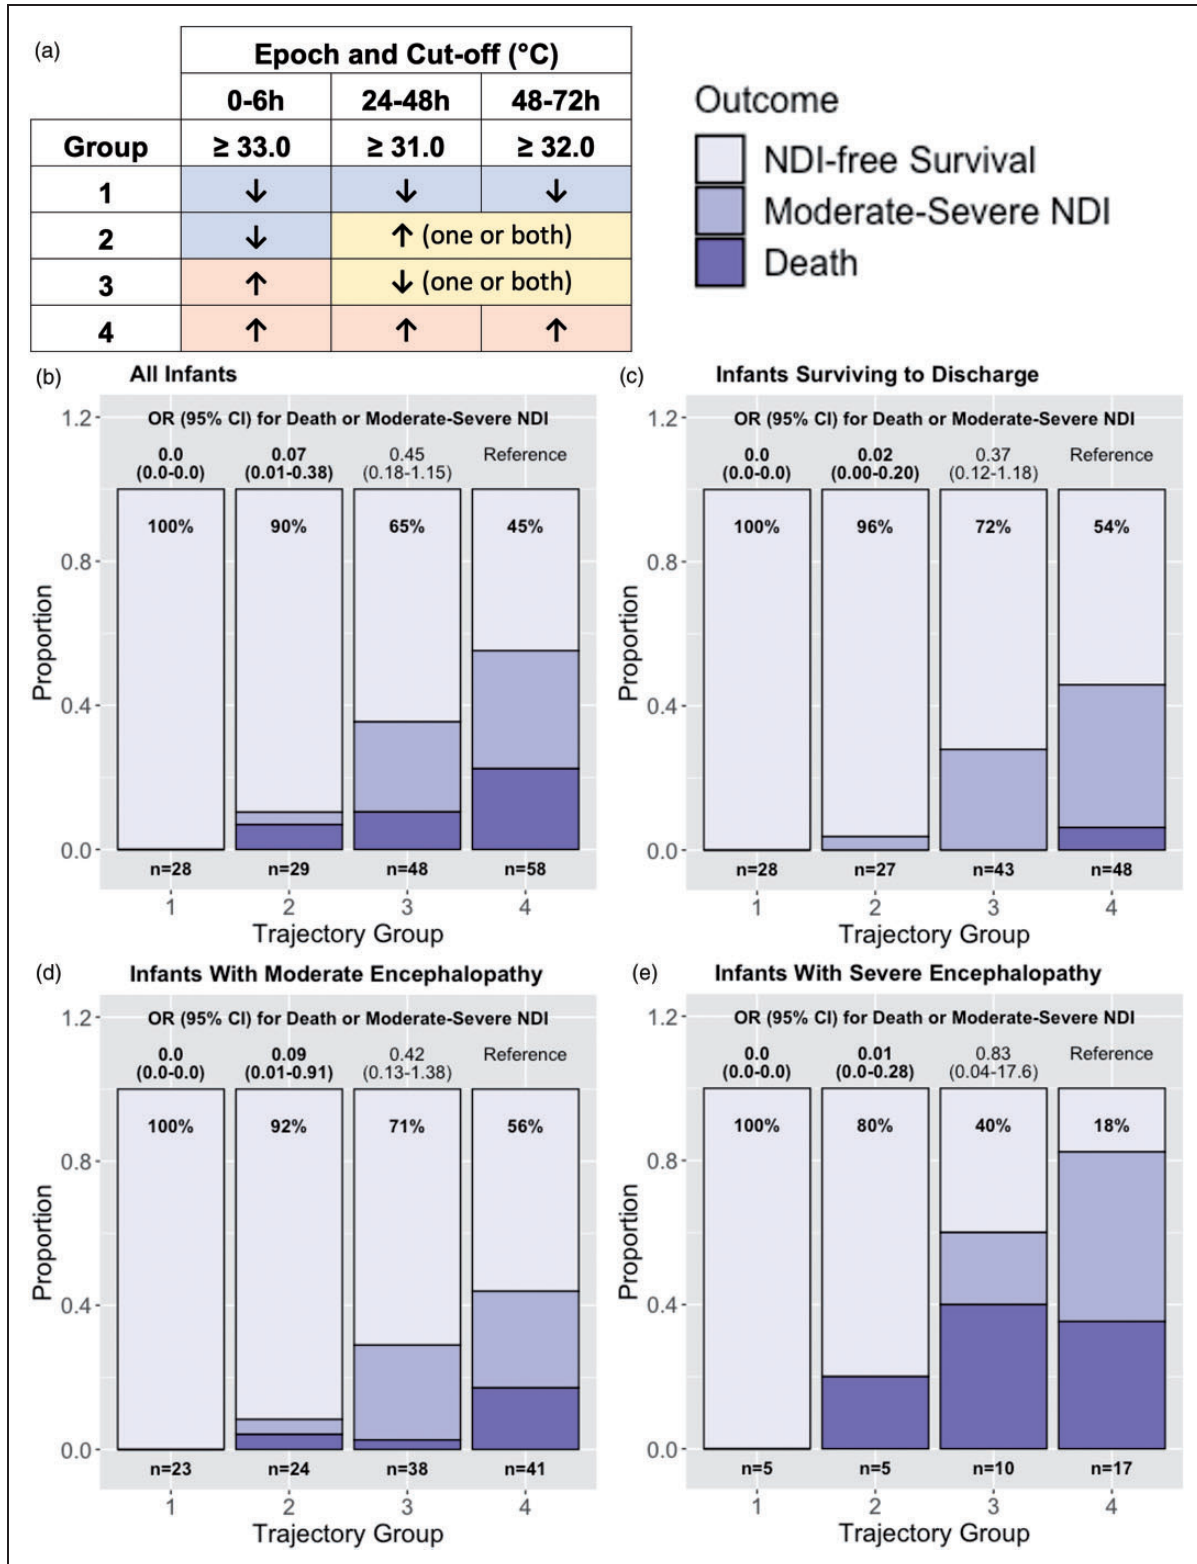 (a)
Epoch and Cut-off (°C)
0-6h 24-48h 48-72h
Group ≥ 33.0 ≥ 31.0 ≥ 32.0
1 ↓ ↓ ↓
2 ↓ ↑ (one or both)
3 ↑ ↓ (one or both)
4 ↑ ↑ ↑
Outcome
NDI-free Survival
Moderate-Severe NDI
Death
(b) All Infants
OR (95% CI) for Death or Moderate-Severe NDI
0.0 0.07 0.45 Reference
(0.0-0.0) (0.01-0.38) (0.18-1.15)
100% 90% 65% 45%
1.2
0.8
0.4
0.0
Proportion
n=28 n=29 n=48 n=58
1 2 3 4
Trajectory Group
(c) Infants Surviving to Discharge
OR (95% CI) for Death or Moderate-Severe NDI
0.0 0.02 0.37 Reference
(0.0-0.0) (0.00-0.20) (0.12-1.18)
100% 96% 72% 54%
1.2
0.8
0.4
0.0
Proportion
n=28 n=27 n=43 n=48
1 2 3 4
Trajectory Group
(d) Infants With Moderate Encephalopathy
OR (95% CI) for Death or Moderate-Severe NDI
0.0 0.09 0.42 Reference
(0.0-0.0) (0.01-0.91) (0.13-1.38)
100% 92% 71% 56%
1.2
0.8
0.4
0.0
Proportion
n=23 n=24 n=38 n=41
1 2 3 4
Trajectory Group
(e) Infants With Severe Encephalopathy
OR (95% CI) for Death or Moderate-Severe NDI
0.0 0.01 0.83 Reference
(0.0-0.0) (0.0-0.28) (0.04-17.6)
100% 80% 40% 18%
1.2
0.8
0.4
0.0
Proportion
n=5 n=5 n=10 n=17
1 2 3 4
Trajectory Group